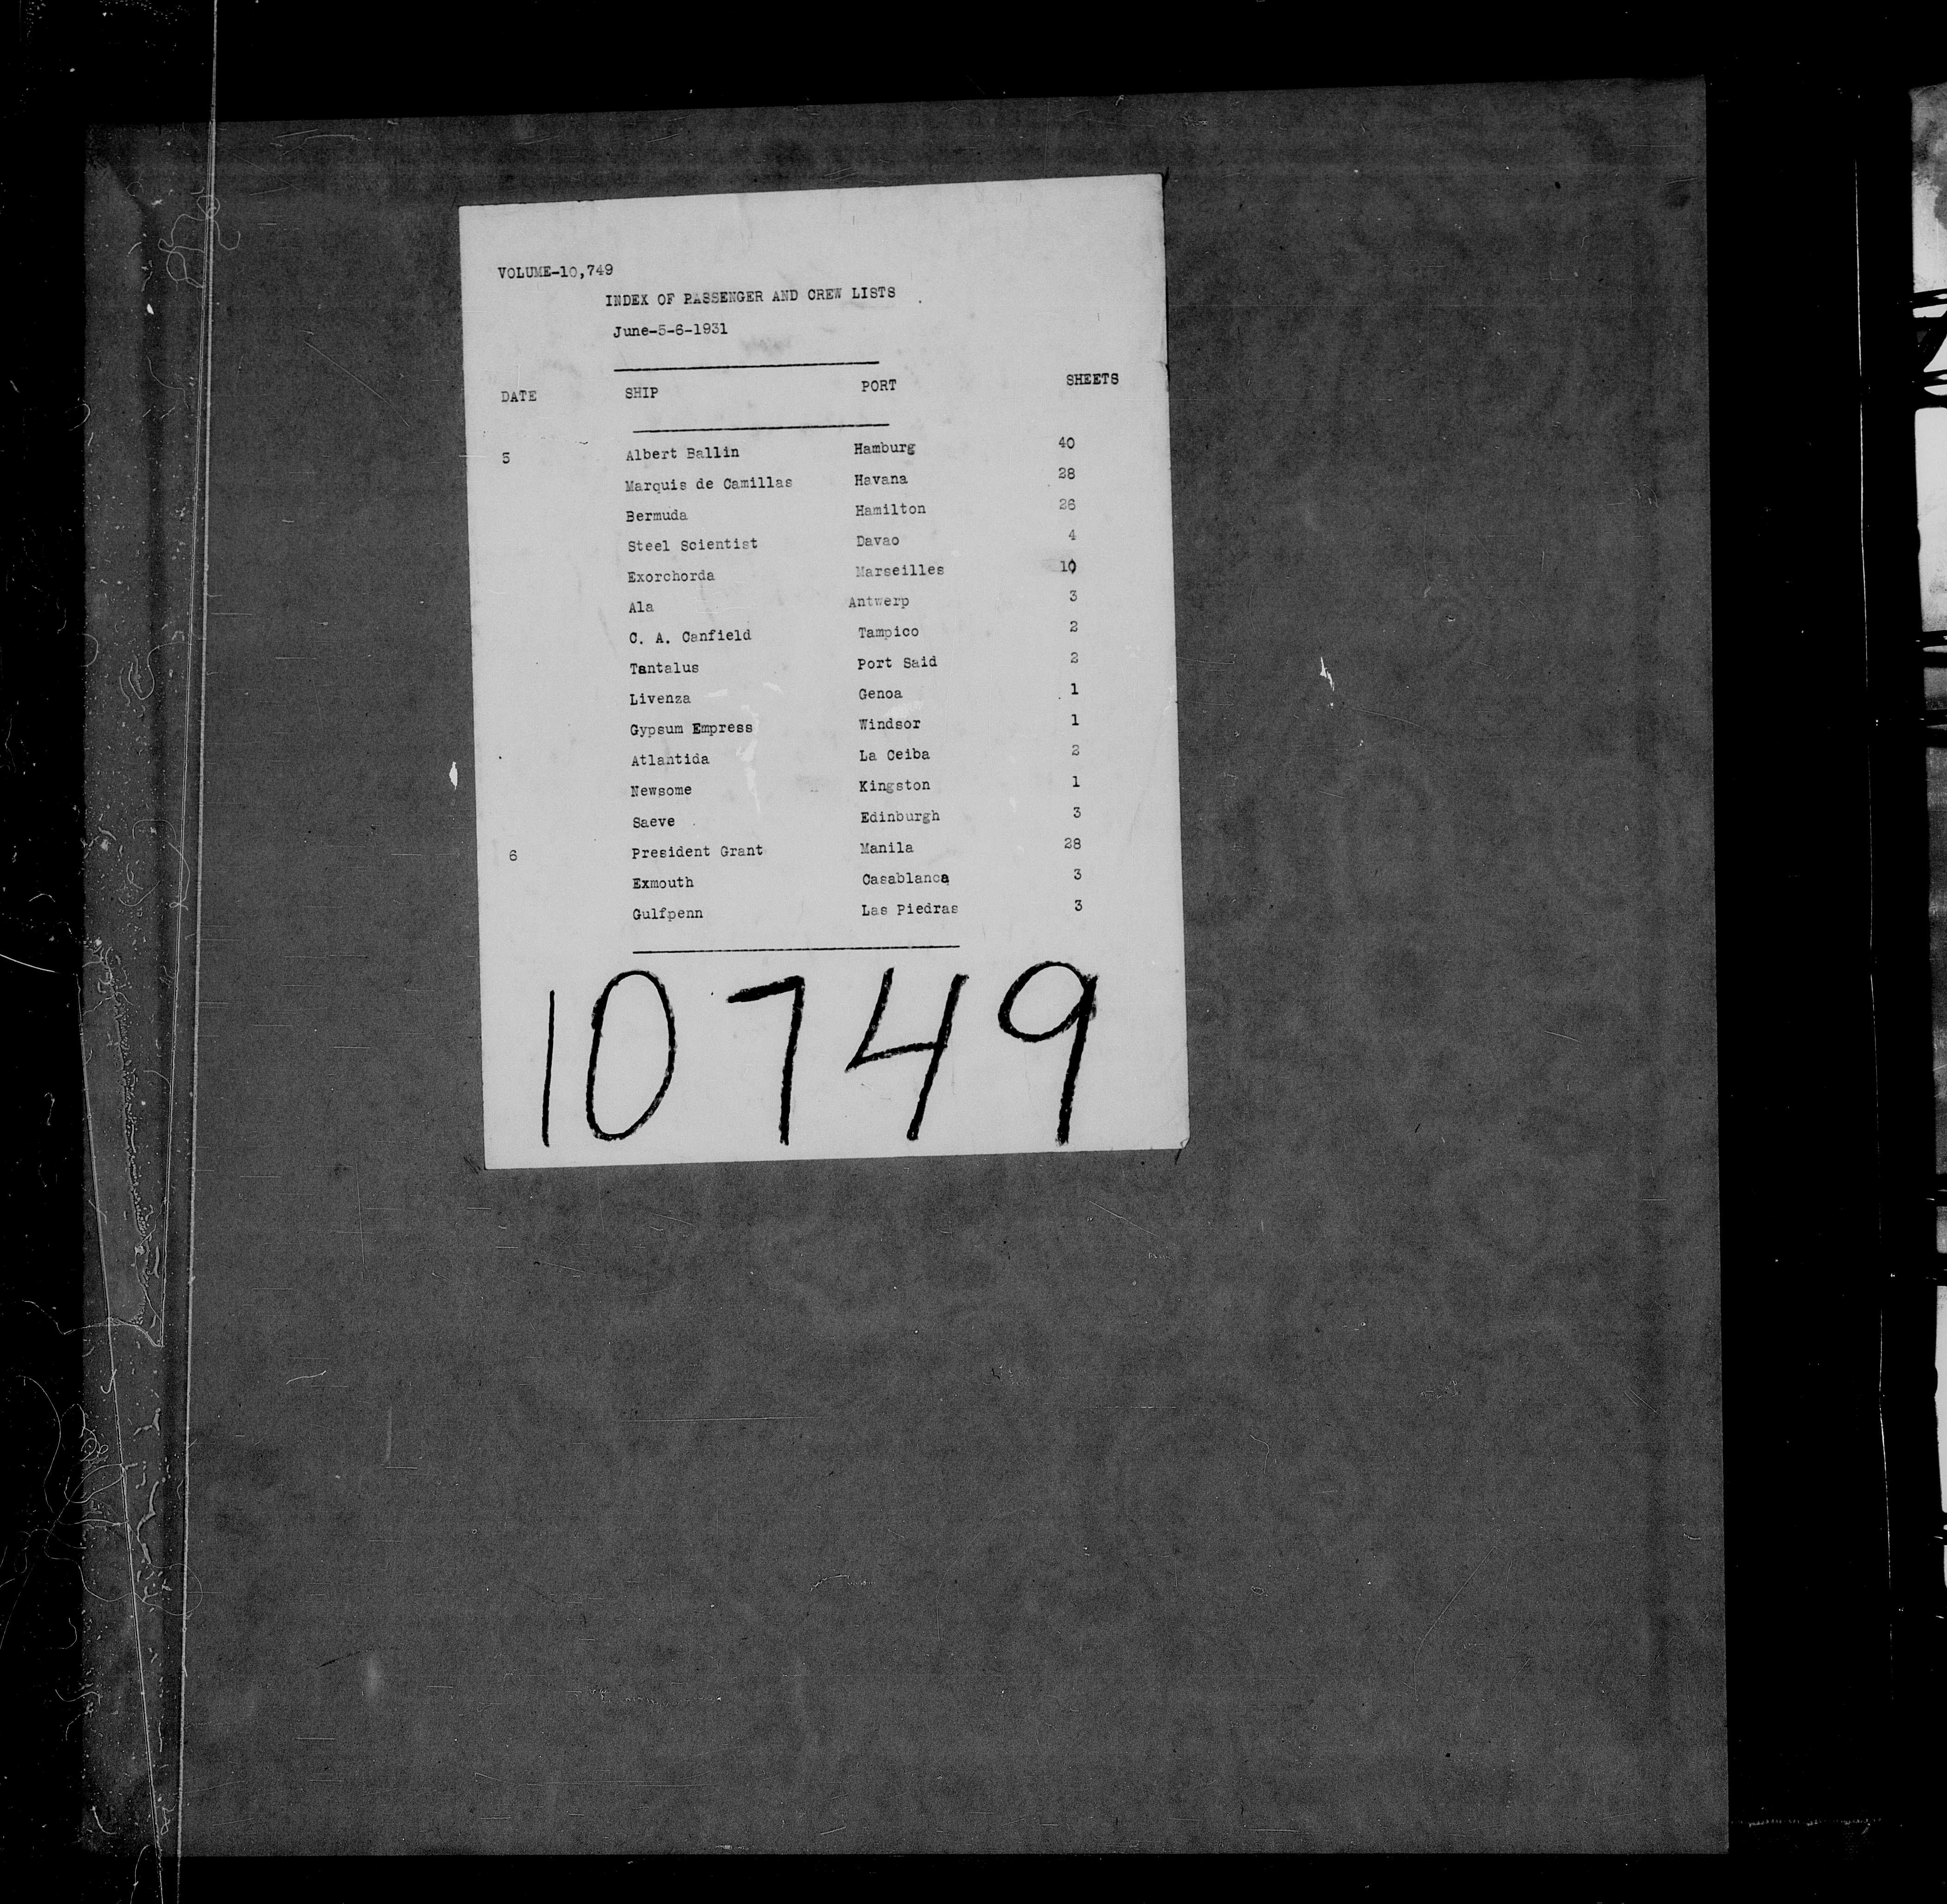 VOLUME-10,749
INDEX OF PASSENGER AND CREW LISTS
June-5-6-1931
DATE SHIP PORT SHEETS
5 Albert Ballin Hamburg 40
Marquis de Camillas Havana 28
Bermuda Hamilton 26
Steel Scientist Davao 4
Exorchorda Marseilles 10
Ala Antwerp 3
C. A. Canfield Tampico 2
Tantalus Port Said 2
Livenza Genoa 1
Gypsum Empress Windsor 1
Atlantida La Ceiba 2
Newsome Kingston 1
Saeve Edinburgh 3
6 President Grant Manila 28
Exmouth Casablanca 3
Gulfpenn Las Piedras 3
10749